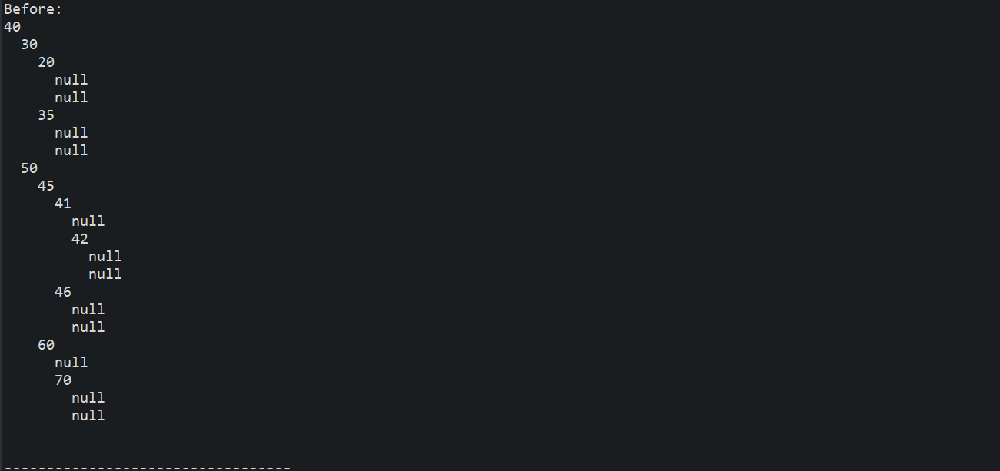 Before:
40
  30
    20
      null
      null
    35
      null
      null
  50
    45
      41
        null
        42
          null
          null
      46
        null
        null
    60
      null
      70
        null
        null
----------------------------------